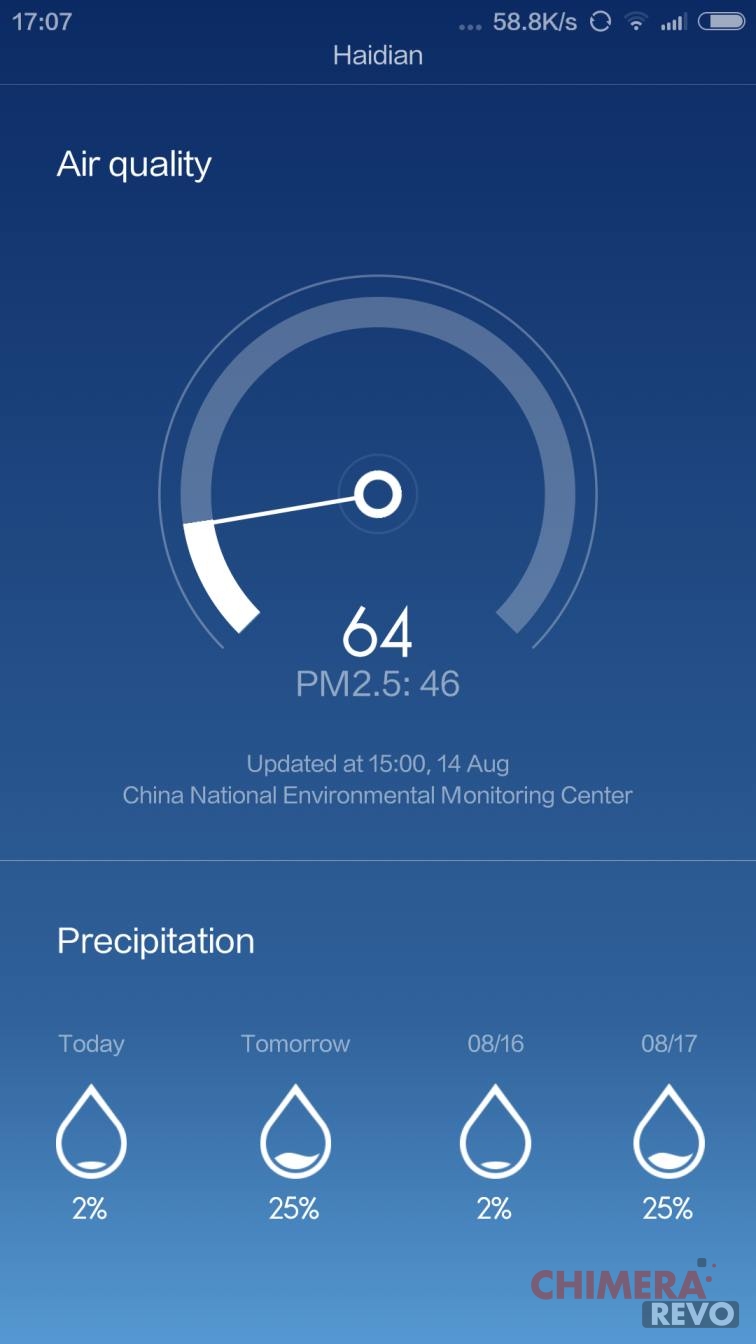 17:07 ... 58.8K/s
Haidian
Air quality
64
PM2.5: 46
Updated at 15:00, 14 Aug
China National Environmental Monitoring Center
Precipitation
Today Tomorrow 08/16 08/17
2% 25% 2% 25%
CHIMERA
REVO